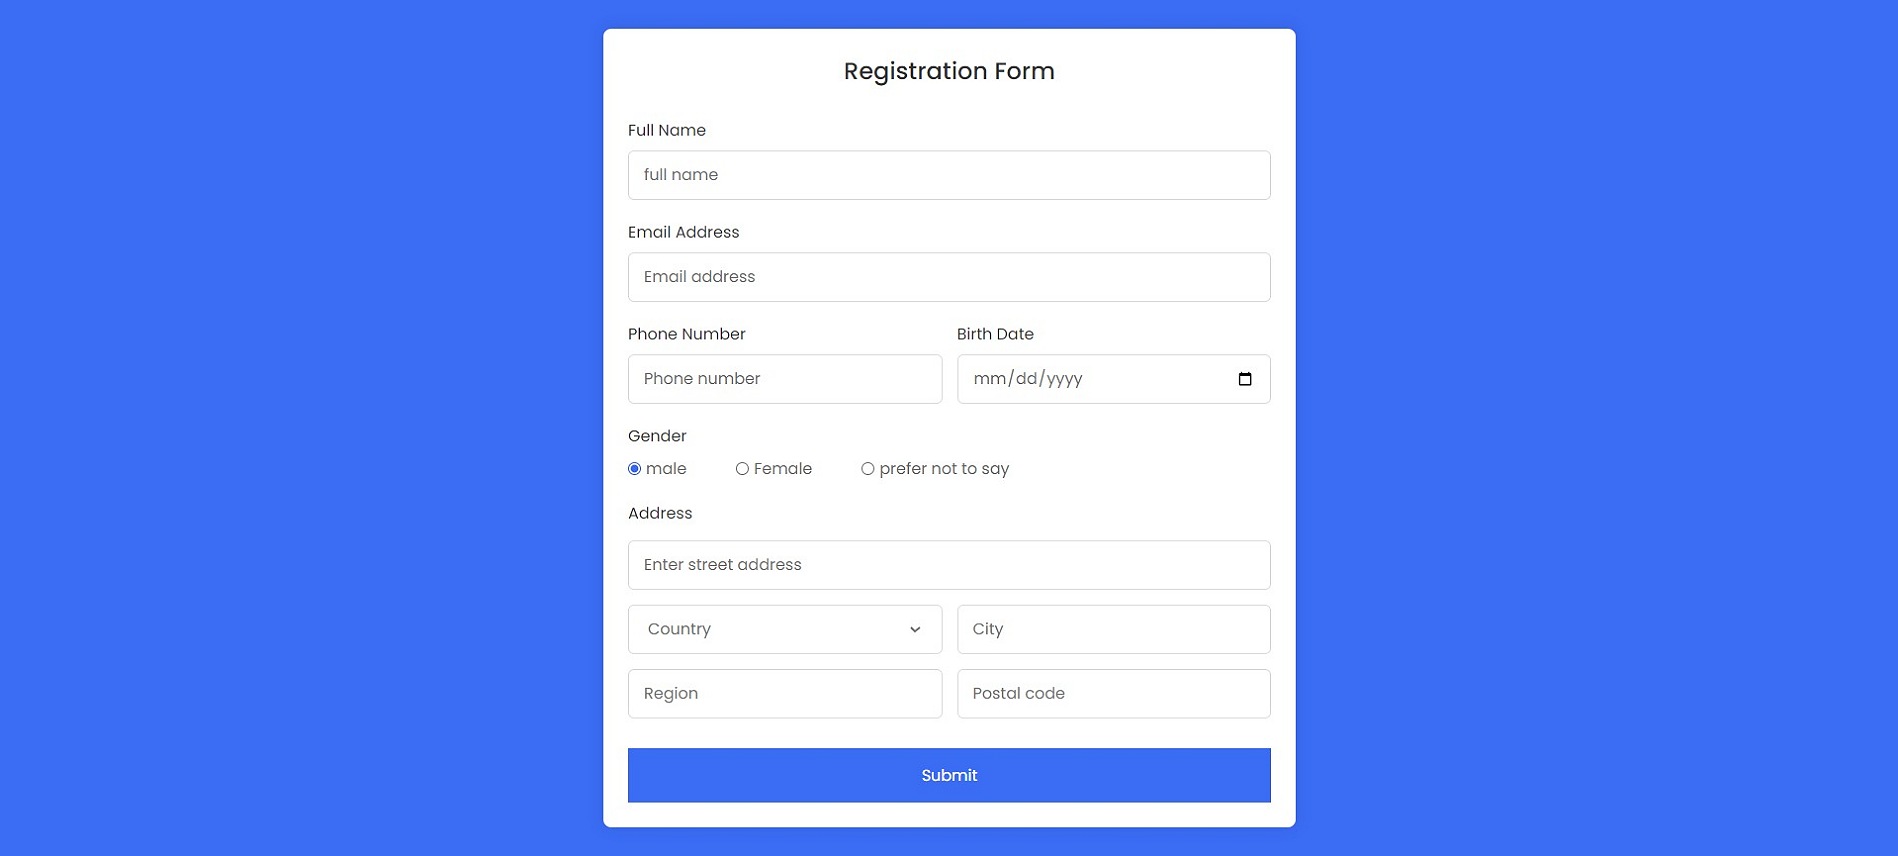 Registration Form
Full Name
full name
Email Address
Email address
Phone Number Birth Date
Phone number mm/dd/yyyy
Gender
male Female prefer not to say
Address
Enter street address
Country City
Region Postal code
Submit